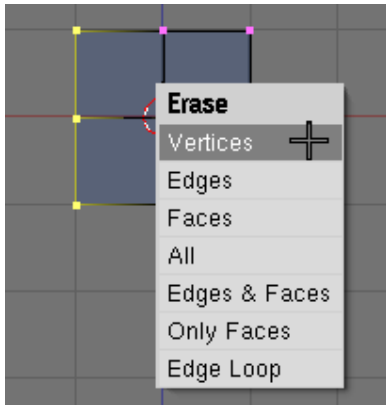 Erase
Vertices
Edges
Faces
All
Edges & Faces
Only Faces
Edge Loop